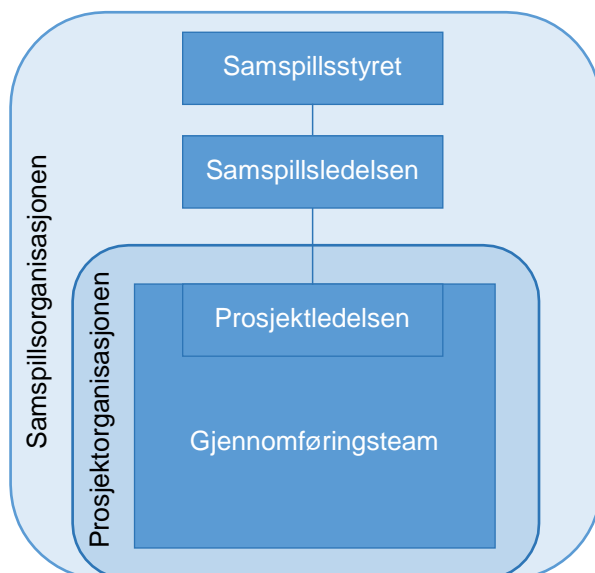 Samspillsstyret
Samspillsledelsen
Samspillsorganisasjonen
Prosjektorganisasjonen
Prosjektledelsen
Gjennomføringsteam